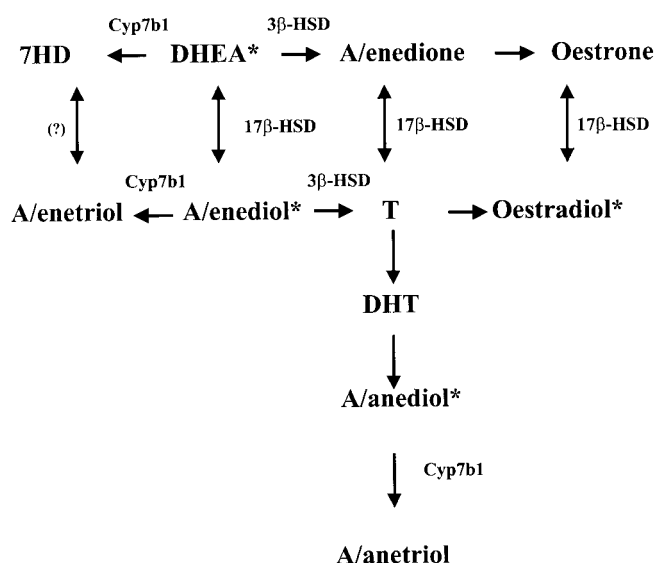 Cyp7b1 3β-HSD
7HD DHEA* A/enedione Oestrone
(?) 17β-HSD 17β-HSD 17β-HSD
Cyp7b1 3β-HSD
A/enetriol A/enediol* T Oestradiol*
DHT
A/anediol*
Cyp7b1
A/anetriol